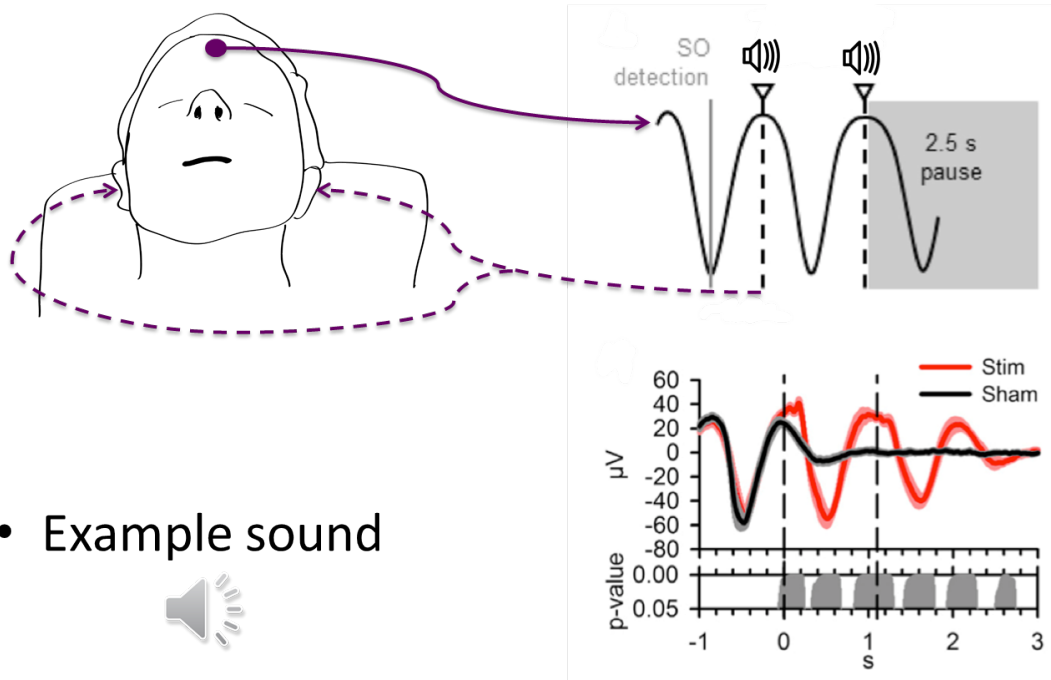 SO
detection
2.5 s
pause
• Example sound
Stim
Sham
60
40
20
0
-20
-40
-60
-80
µV
0.00
0.05
p-value
-1 0 1 2 3
s